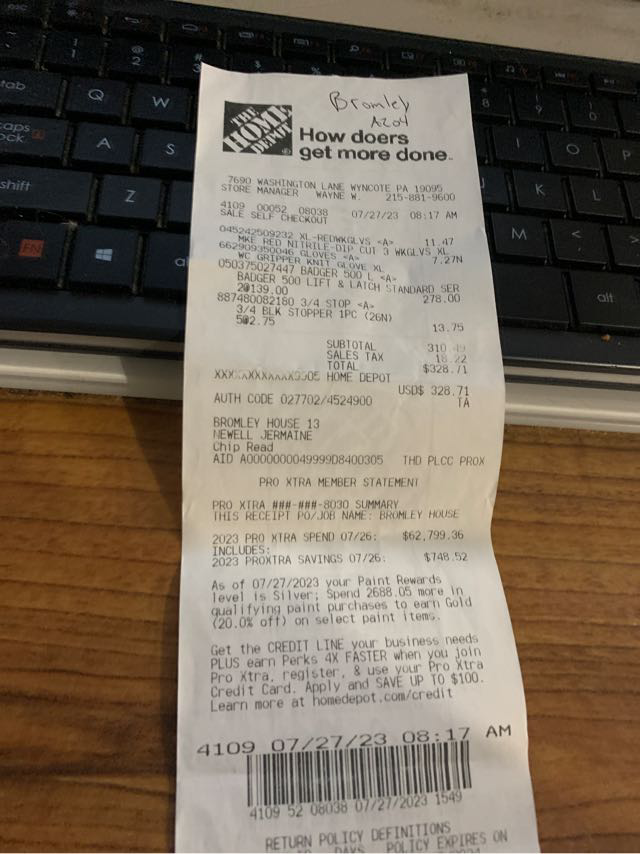 Bromley
A204
THE HOME DEPOT
How doers
get more done.
7690 WASHINGTON LANE WYNCOTE PA 19095
STORE MANAGER WAYNE W. 215-881-9600
4109 00052 08038 07/27/23 08:17 AM
SALE SELF CHECKOUT
045242509232 XL-REDWKGLVS <A> 11.47
MKE RED NITRILE-DIP CUT 3 WKGLVS XL
662909350046 GLOVES <A> 7.27N
WC GRIPPER KNIT GLOVE XL
050375027447 BADGER 500 L <A>
BADGER 500 LIFT & LATCH STANDARD SER
2@139.00 278.00
887480082180 3/4 STOP <A>
3/4 BLK STOPPER 1PC (26N)
5@2.75 13.75
SUBTOTAL 310.49
SALES TAX 18.22
TOTAL $328.71
HOME DEPOT
USD$ 328.71
AUTH CODE 027702/4524900 TA
BROMLEY HOUSE 13
NEWELL JERMAINE
Chip Read
AID A0000000049999D8400305 THD PLCC PROX
PRO XTRA MEMBER STATEMENT
PRO XTRA ###-###-8030 SUMMARY
THIS RECEIPT PO/JOB NAME: BROMLEY HOUSE
2023 PRO XTRA SPEND 07/26: $62,799.36
INCLUDES:
2023 PROXTRA SAVINGS 07/26: $748.52
As of 07/27/2023 your Paint Rewards
level is Silver; Spend 2688.05 more in
qualifying paint purchases to earn Gold
(20.0% off) on select paint items.
Get the CREDIT LINE your business needs
PLUS earn Perks 4X FASTER when you join
Pro Xtra, register, & use your Pro Xtra
Credit Card. Apply and SAVE UP TO $100.
Learn more at homedepot.com/credit
4109 07/27/23 08:17 AM
4109 52 08038 07/27/2023 1549
RETURN POLICY DEFINITIONS
DAYS POLICY EXPIRES ON